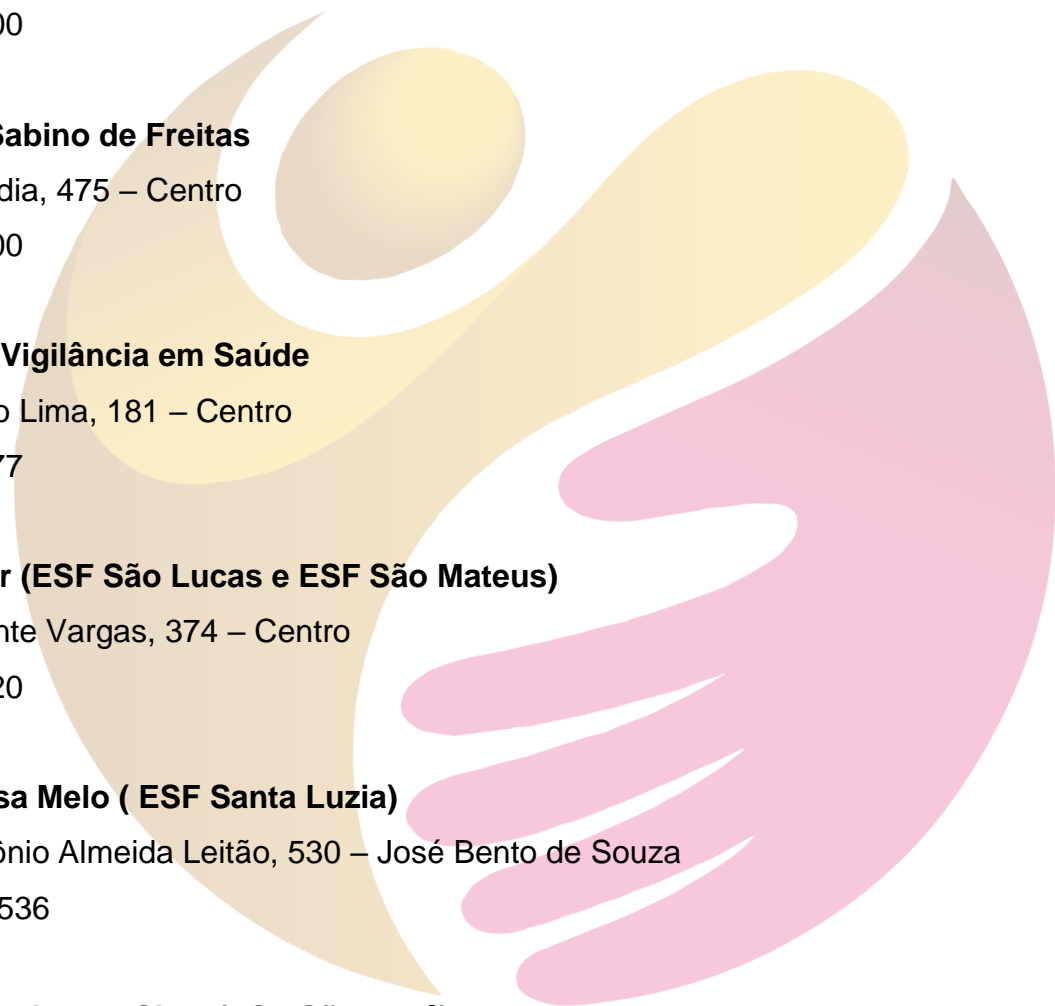 00
Sabino de Freitas
dia, 475 – Centro
00
Vigilância em Saúde
o Lima, 181 – Centro
77
r (ESF São Lucas e ESF São Mateus)
nte Vargas, 374 – Centro
20
sa Melo ( ESF Santa Luzia)
ônio Almeida Leitão, 530 – José Bento de Souza
536